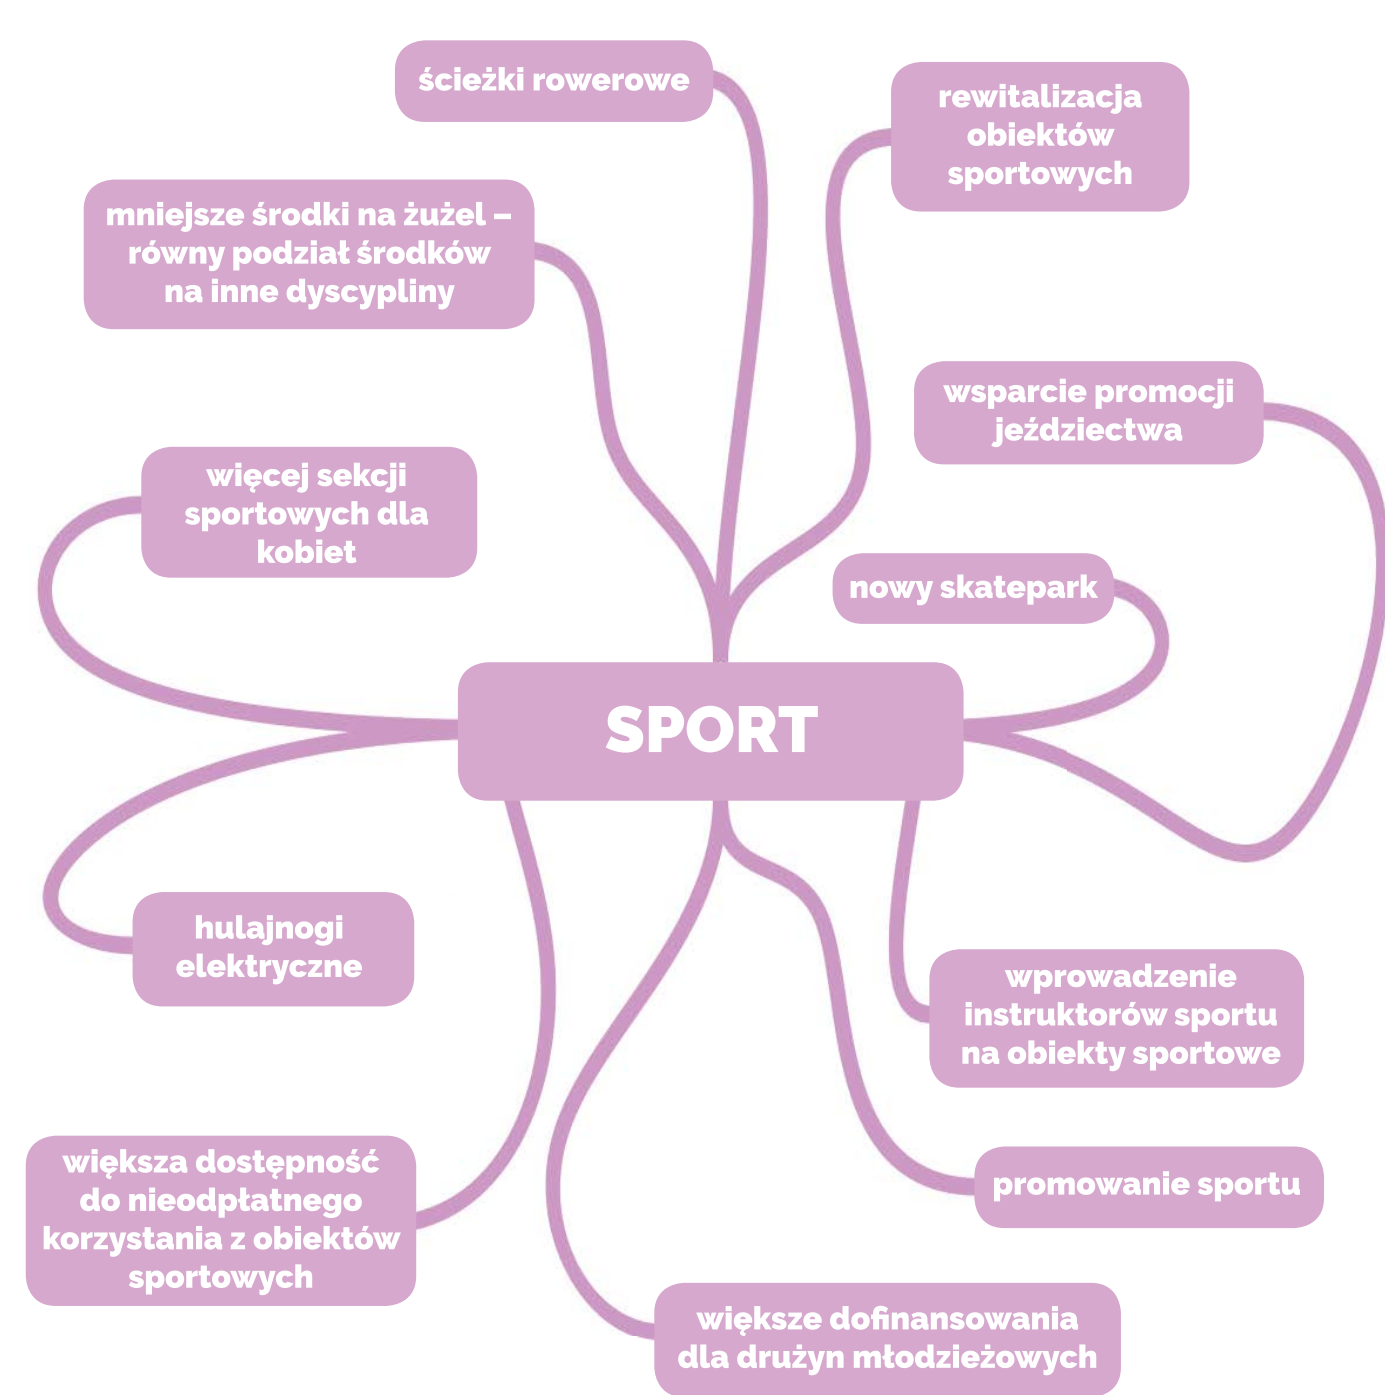 ścieżki rowerowe
rewitalizacja
obiektów
sportowych
mniejsze środki na żużel –
równy podział środków
na inne dyscypliny
wsparcie promocji
jeździectwa
więcej sekcji
sportowych dla
kobiet
nowy skatepark
SPORT
hulajnogi
elektryczne
wprowadzenie
instruktorów sportu
na obiekty sportowe
większa dostępność
do nieodpłatnego
korzystania z obiektów
sportowych
promowanie sportu
większe dofinansowania
dla drużyn młodzieżowych